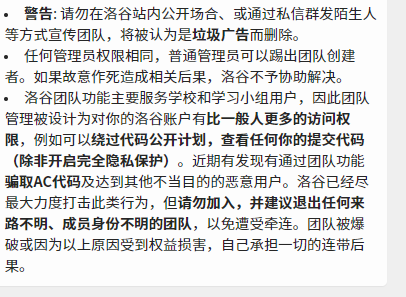 • 警告: 请勿在洛谷站内公开场合、或通过私信群发陌生人
等方式宣传团队，将被认为是垃圾广告而删除。
• 任何管理员权限相同，普通管理员可以踢出团队创建
者。如果故意作死造成相关后果，洛谷不予协助解决。
• 洛谷团队功能主要服务学校和学习小组用户，因此团队
管理被设计为对你的洛谷账户有比一般人更多的访问权
限，例如可以绕过代码公开计划，查看任何你的提交代码
（除非开启完全隐私保护）。近期有发现有通过团队功能
骗取AC代码及达到其他不当目的的恶意用户。洛谷已经尽
最大力度打击此类行为，但请勿加入，并建议退出任何来
路不明、成员身份不明的团队，以免遭受牵连。团队被爆
破或因为以上原因受到权益损害，自己承担一切的连带后
果。